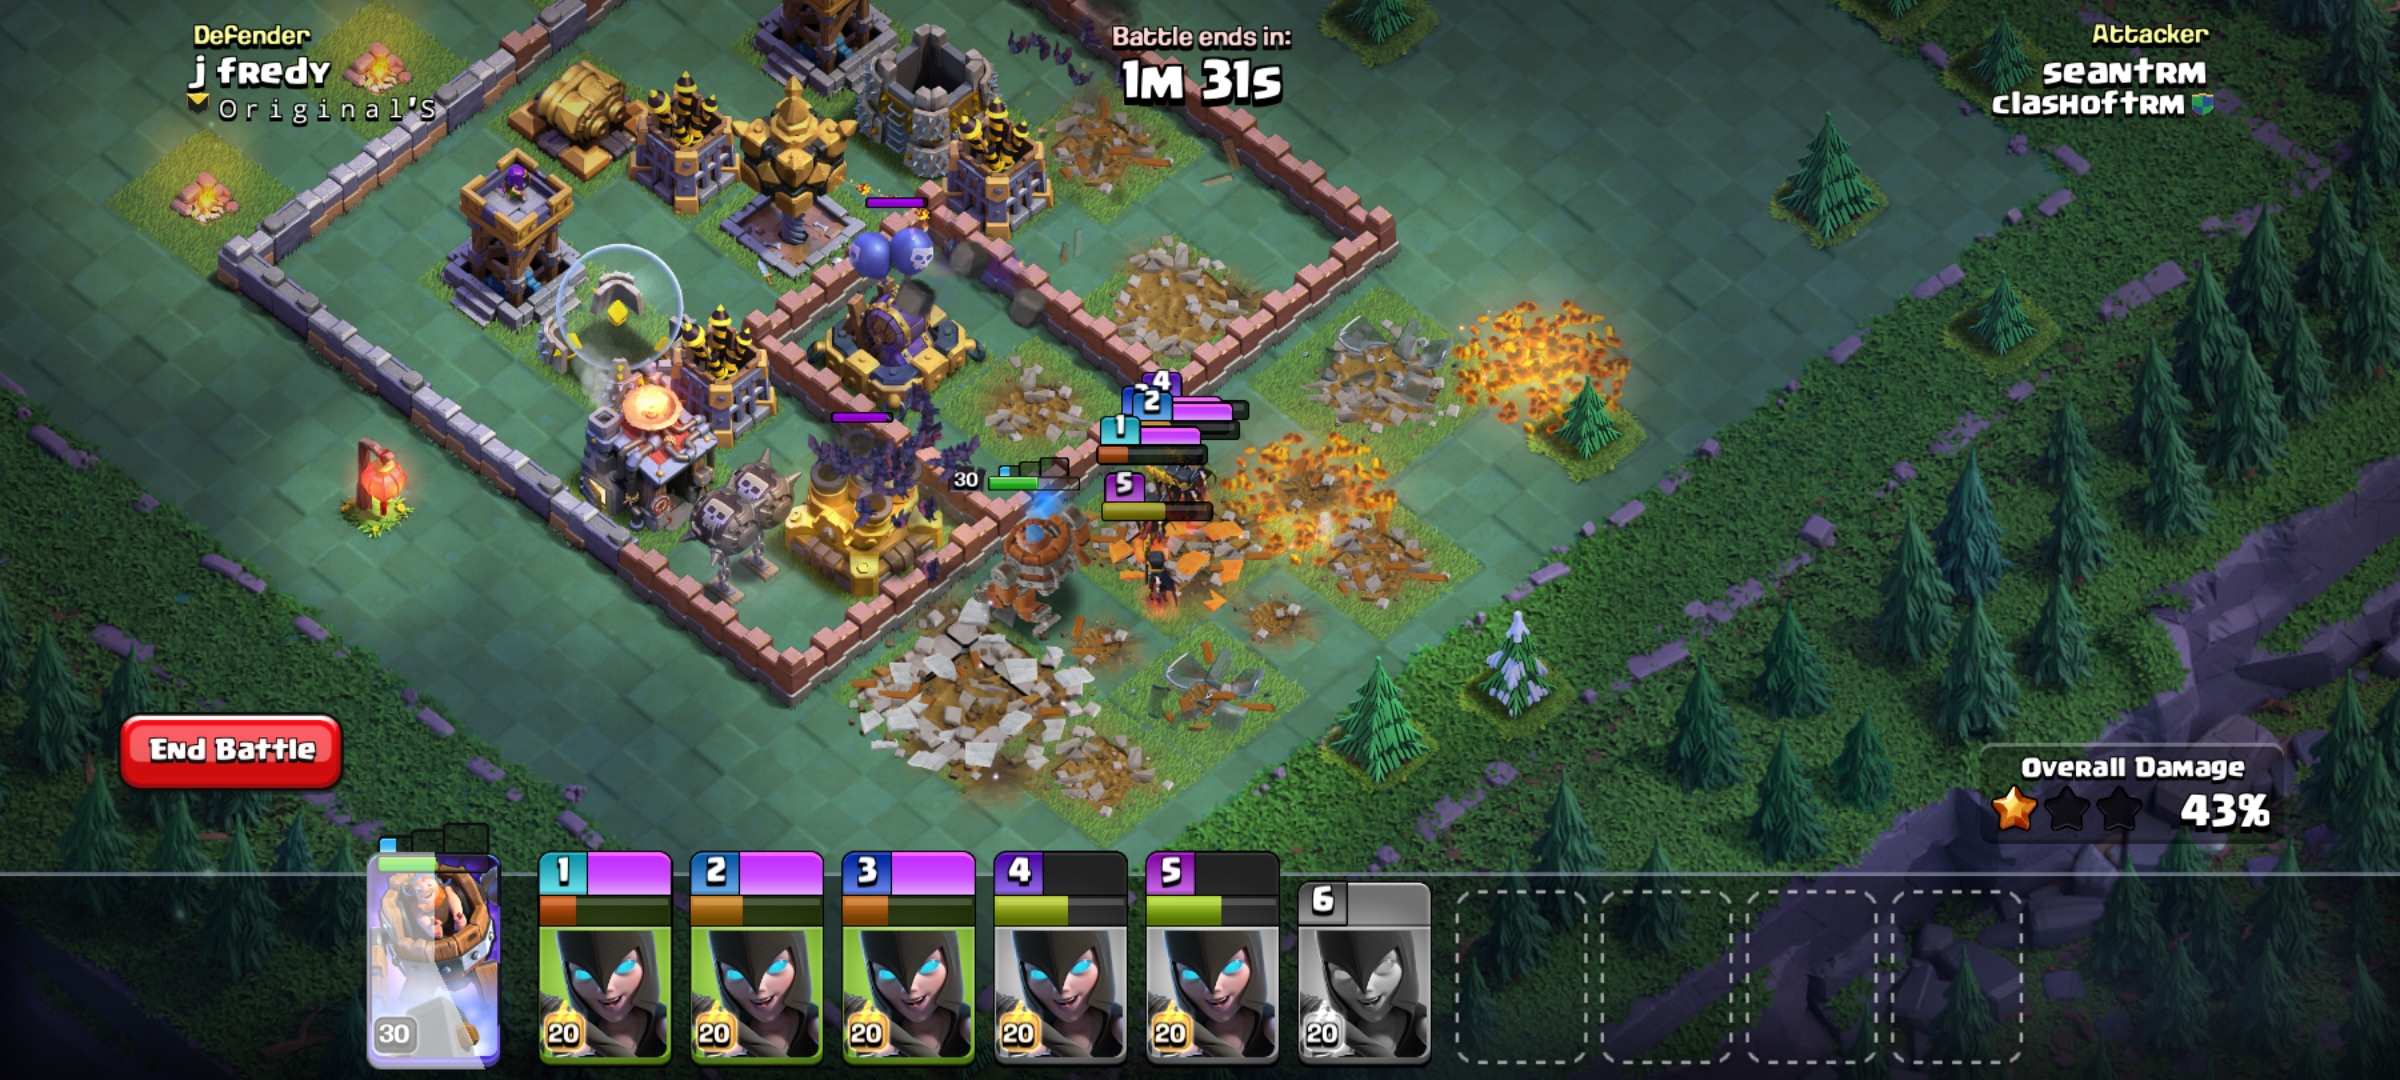 Defender
j fredy
Original'S
Battle ends in:
1M 31s
Attacker
seantrm
clashoftrm
4
2
1
30
5
End Battle
Overall Damage
43%
1
2
3
4
5
6
30
20
20
20
20
20
20